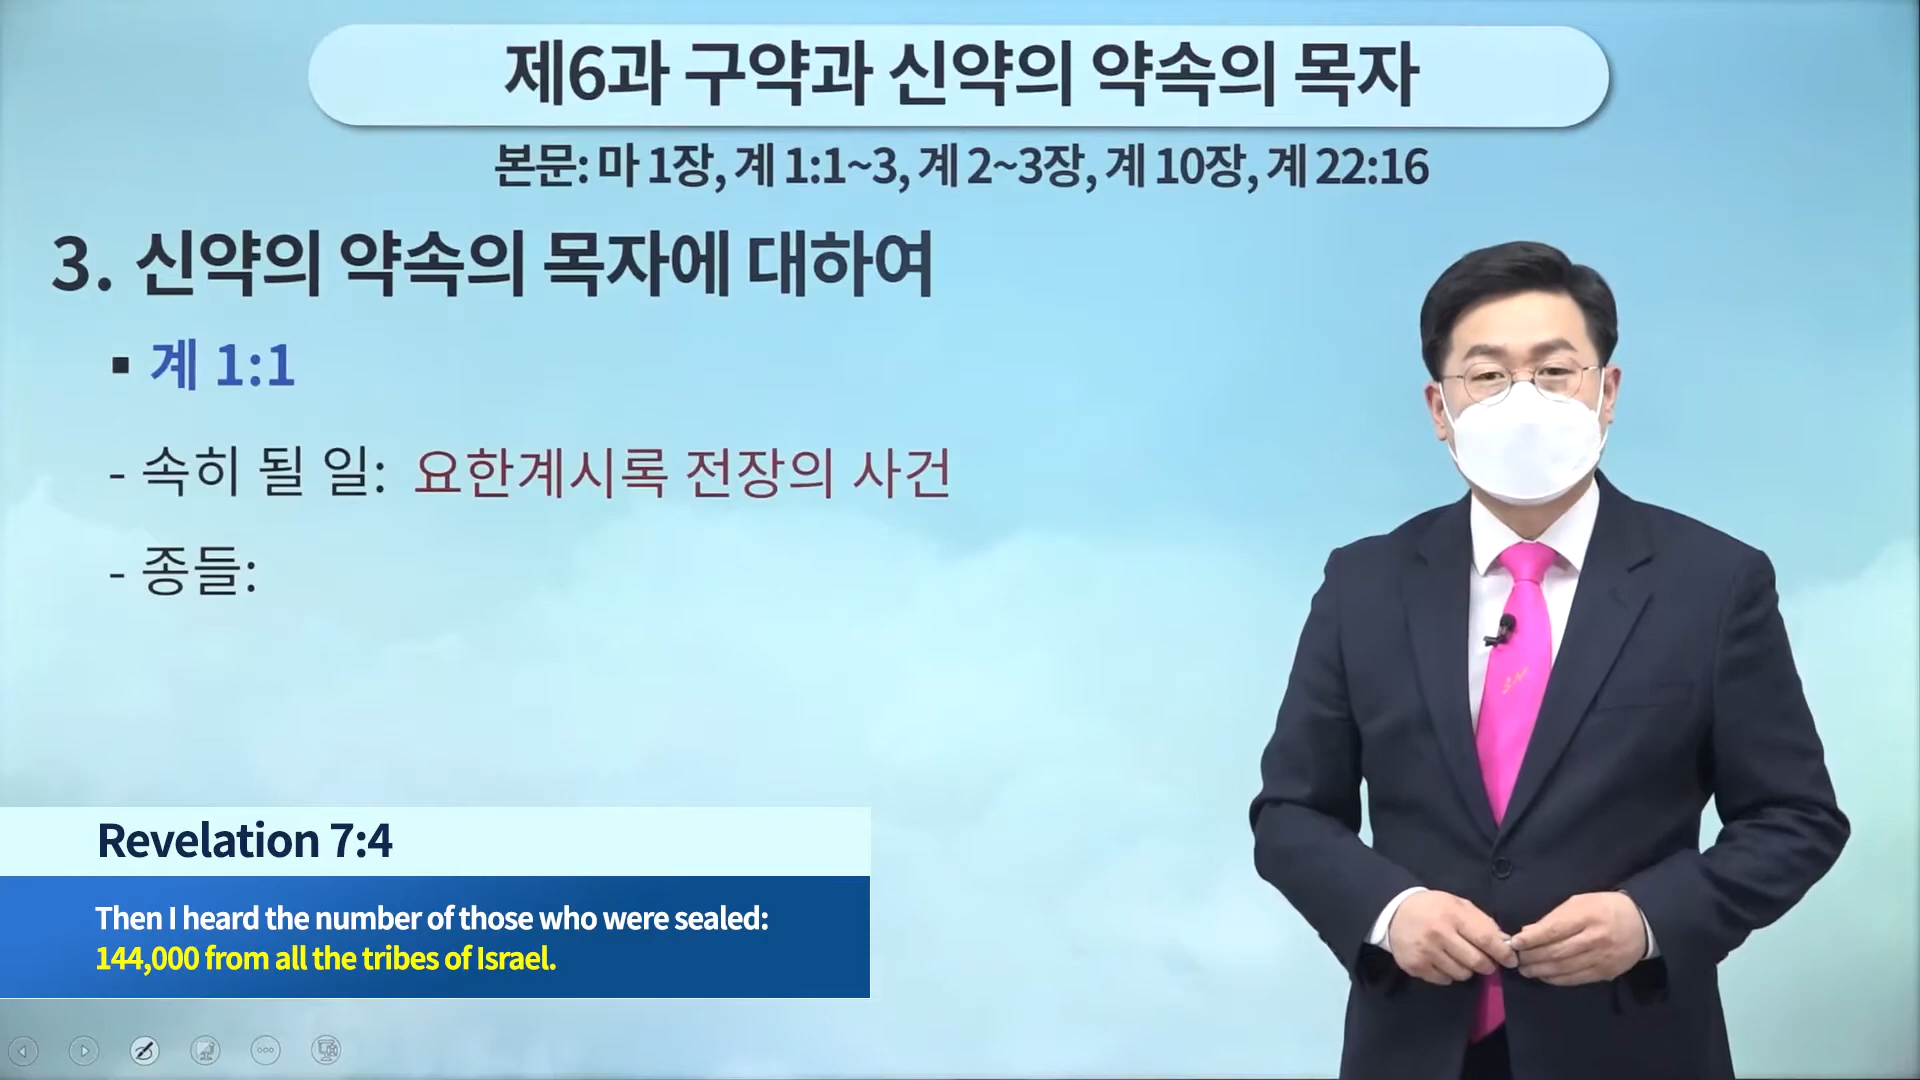 제6과 구약과 신약의 약속의 목자
본문: 마 1장, 계 1:1~3, 계 2~3장, 계 10장, 계 22:16
3. 신약의 약속의 목자에 대하여
▪ 계 1:1
- 속히 될 일: 요한계시록 전장의 사건
- 종들:
Revelation 7:4
Then I heard the number of those who were sealed:
144,000 from all the tribes of Israel.